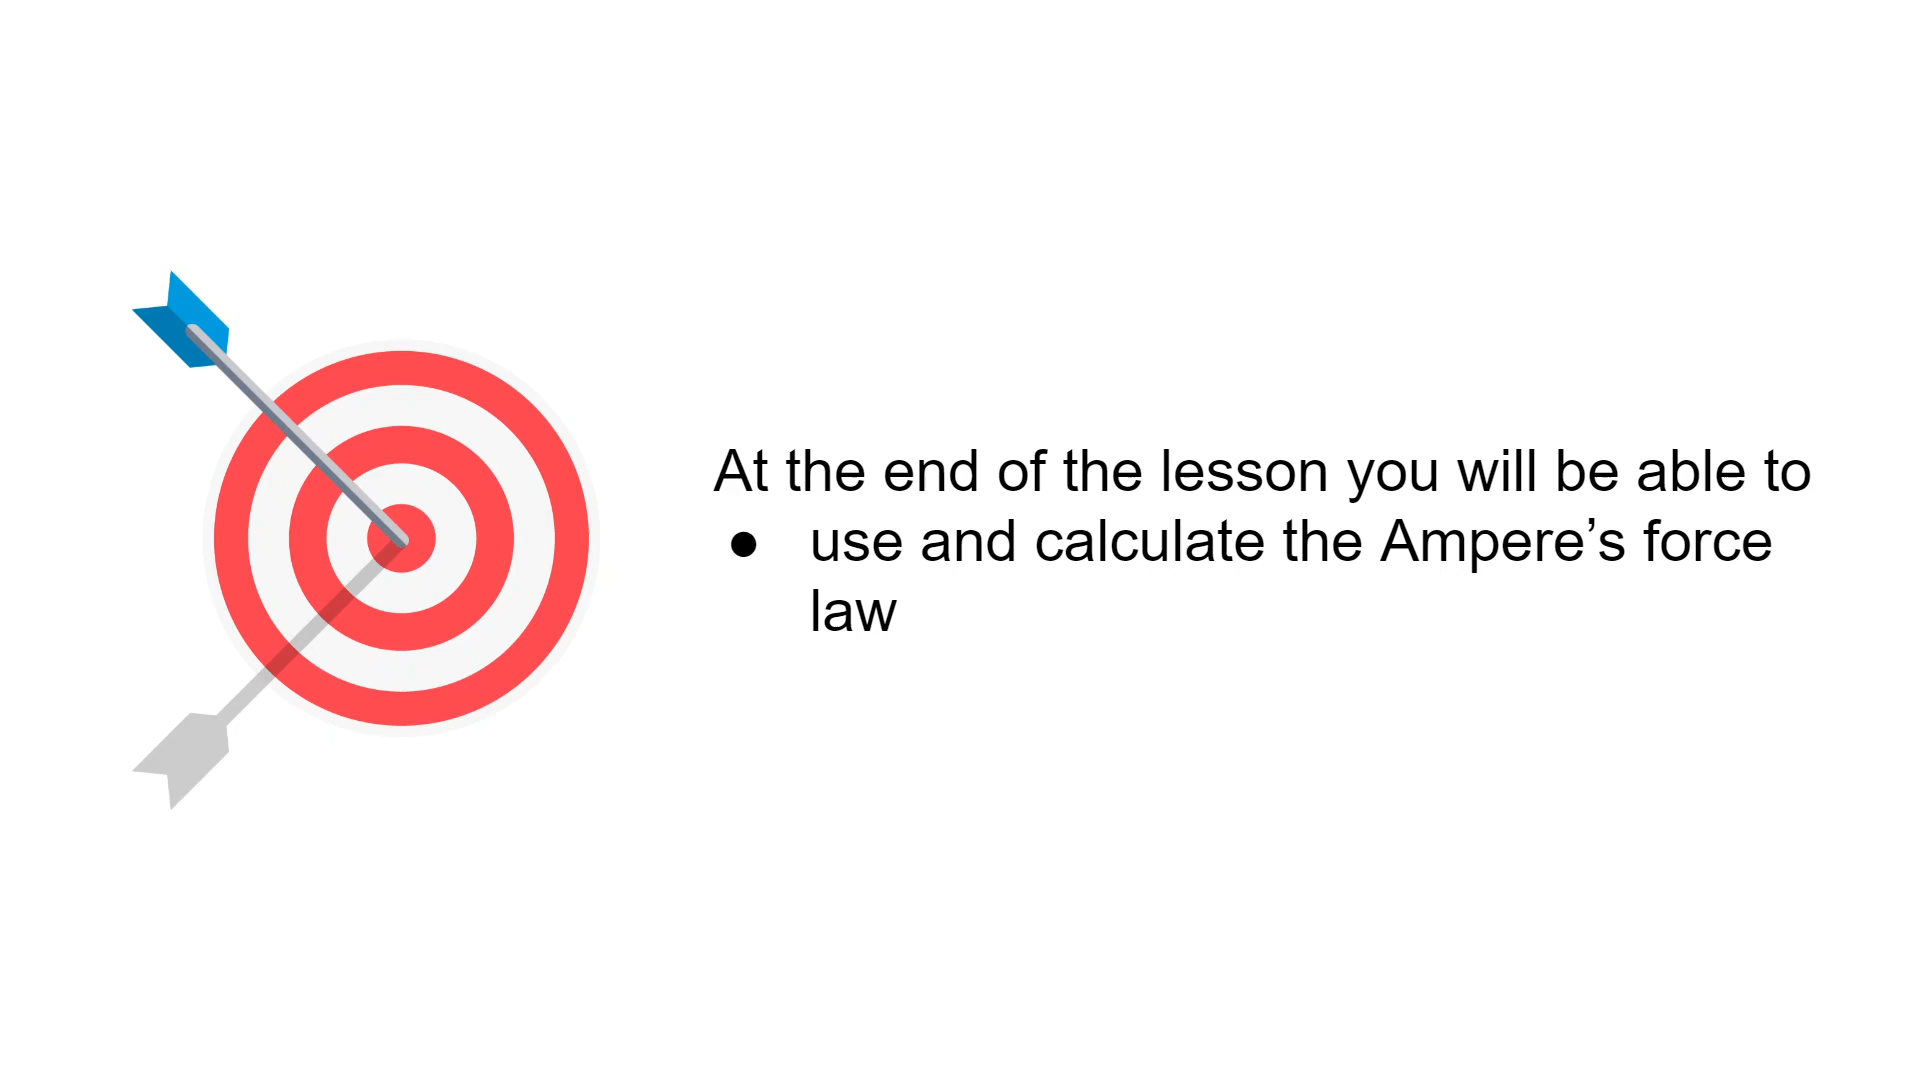 At the end of the lesson you will be able to
● use and calculate the Ampere’s force
law